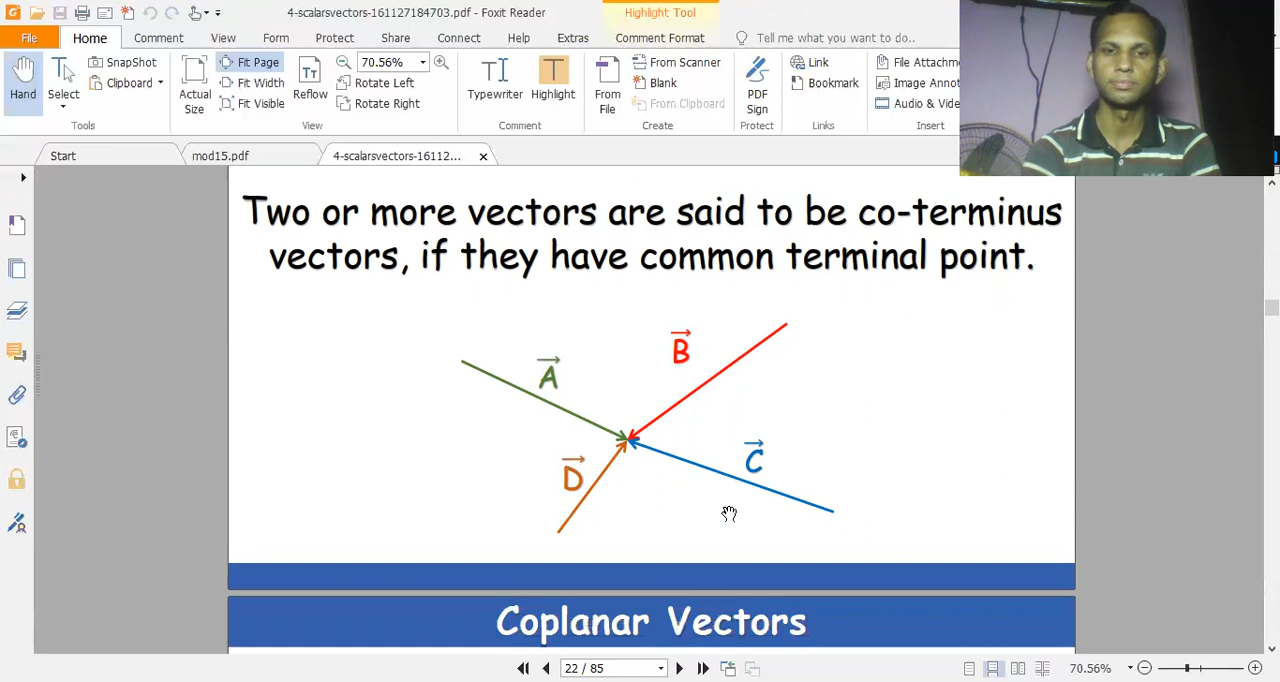 4-scalarsvectors-161127184703.pdf - Foxit Reader
Highlight Tool
File Home Comment View Form Protect Share Connect Help Extras Comment Format Tell me what you want to do..
Hand
Select
SnapShot
Clipboard
Tools
Actual
Size
Fit Page
Fit Width
Fit Visible
Reflow
70.56%
Rotate Left
Rotate Right
View
Typewriter
Highlight
Comment
From
File
From Scanner
Blank
From Clipboard
Create
PDF
Sign
Protect
Link
Bookmark
Links
File Attachm
Image Annot
Audio & Vide
Insert
Start mod15.pdf 4-scalarsvectors-16112...
Two or more vectors are said to be co-terminus
vectors, if they have common terminal point.
A
B
C
D
Coplanar Vectors
22 / 85
70.56%